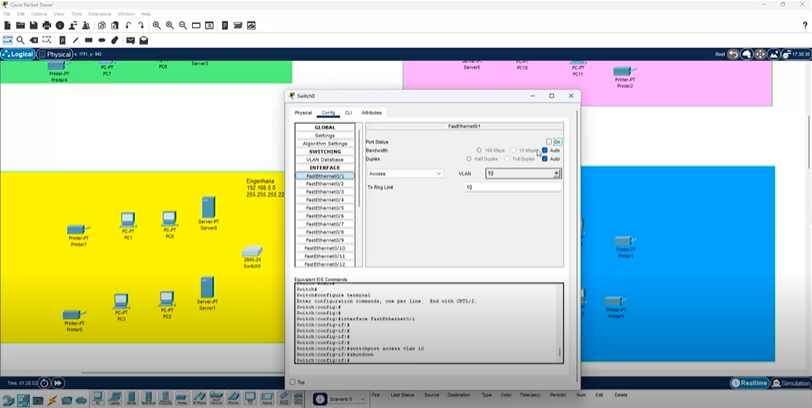 Cisco Packet Tracer
File Edit Options View Tools Extensions Window Help
Logical
Physical
x: 1701, y: 842
Root
17:38:30
Printer-PT
Printer4
PC-PT
PC7
PC6
Server3
Server5
PC10
PC-PT
PC11
Printer-PT
Printer2
Switch0
Physical Config CLI Attributes
GLOBAL
Settings
Algorithm Settings
SWITCHING
VLAN Database
INTERFACE
FastEthernet0/1
FastEthernet0/2
FastEthernet0/3
FastEthernet0/4
FastEthernet0/5
FastEthernet0/6
FastEthernet0/7
FastEthernet0/8
FastEthernet0/9
FastEthernet0/10
FastEthernet0/11
FastEthernet0/12
FastEthernet0/1
Port Status On
Bandwidth 100 Mbps 10 Mbps Auto
Duplex Half Duplex Full Duplex Auto
Access VLAN 10
Tx Ring Limit 10
Engenharia
192.168.0.0
255.255.255.22
Printer-PT
Printer7
PC-PT
PC1
PC-PT
PC0
Server-PT
2960-24
Switch0
Printer-PT
PC-PT
PC3
PC-PT
PC2
Server-PT
Server1
Printer-PT
Printer1
Printer-PT
Equivalent IOS Commands
Switch#
Switch#configure terminal
Enter configuration commands, one per line. End with CNTL/Z.
Switch(config)#
Switch(config)#
Switch(config)#interface FastEthernet0/1
Switch(config-if)#
Switch(config-if)#
Switch(config-if)#
Switch(config-if)#switchport access vlan 10
Switch(config-if)#shutdown
Switch(config-if)#
Top
Time: 01:28:52
Realtime
Simulation
Scenario 0
Fire Last Status Source Destination Type Color Time(sec) Periodic Num Edit Delete